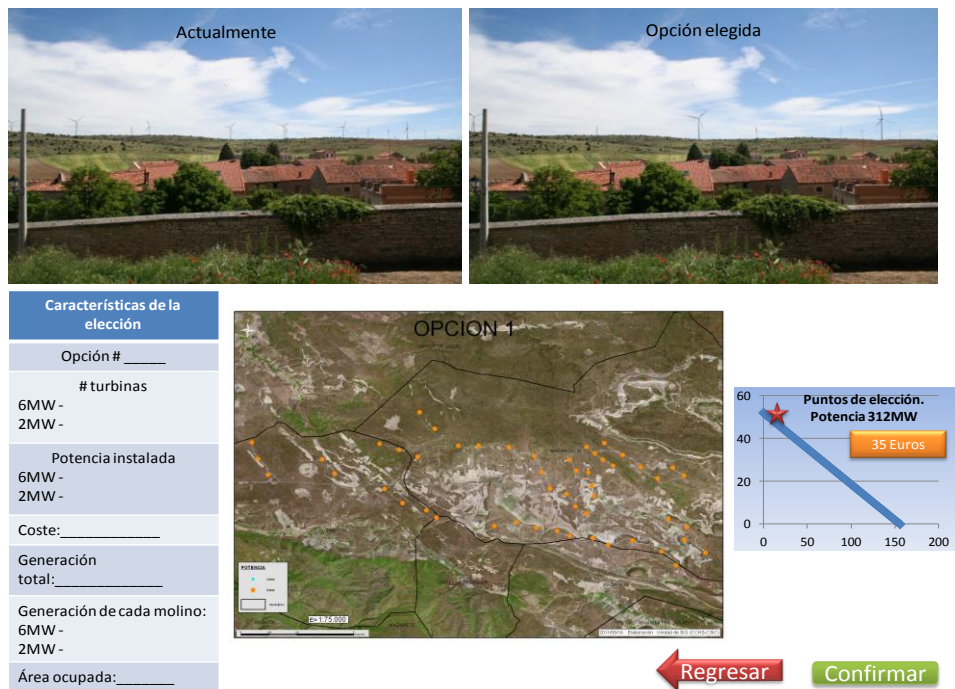 Actualmente
Opción elegida
Características de la
elección
Opción # _____
# turbinas
6MW -
2MW -
Potencia instalada
6MW -
2MW -
Coste:____________
Generación
total:_____________
Generación de cada molino:
6MW -
2MW -
Área ocupada:_______
OPCION 1
POTENCIA
E=1:75.000
Puntos de elección.
Potencia 312MW
35 Euros
60
40
20
0
0 50 100 150 200
Regresar
Confirmar